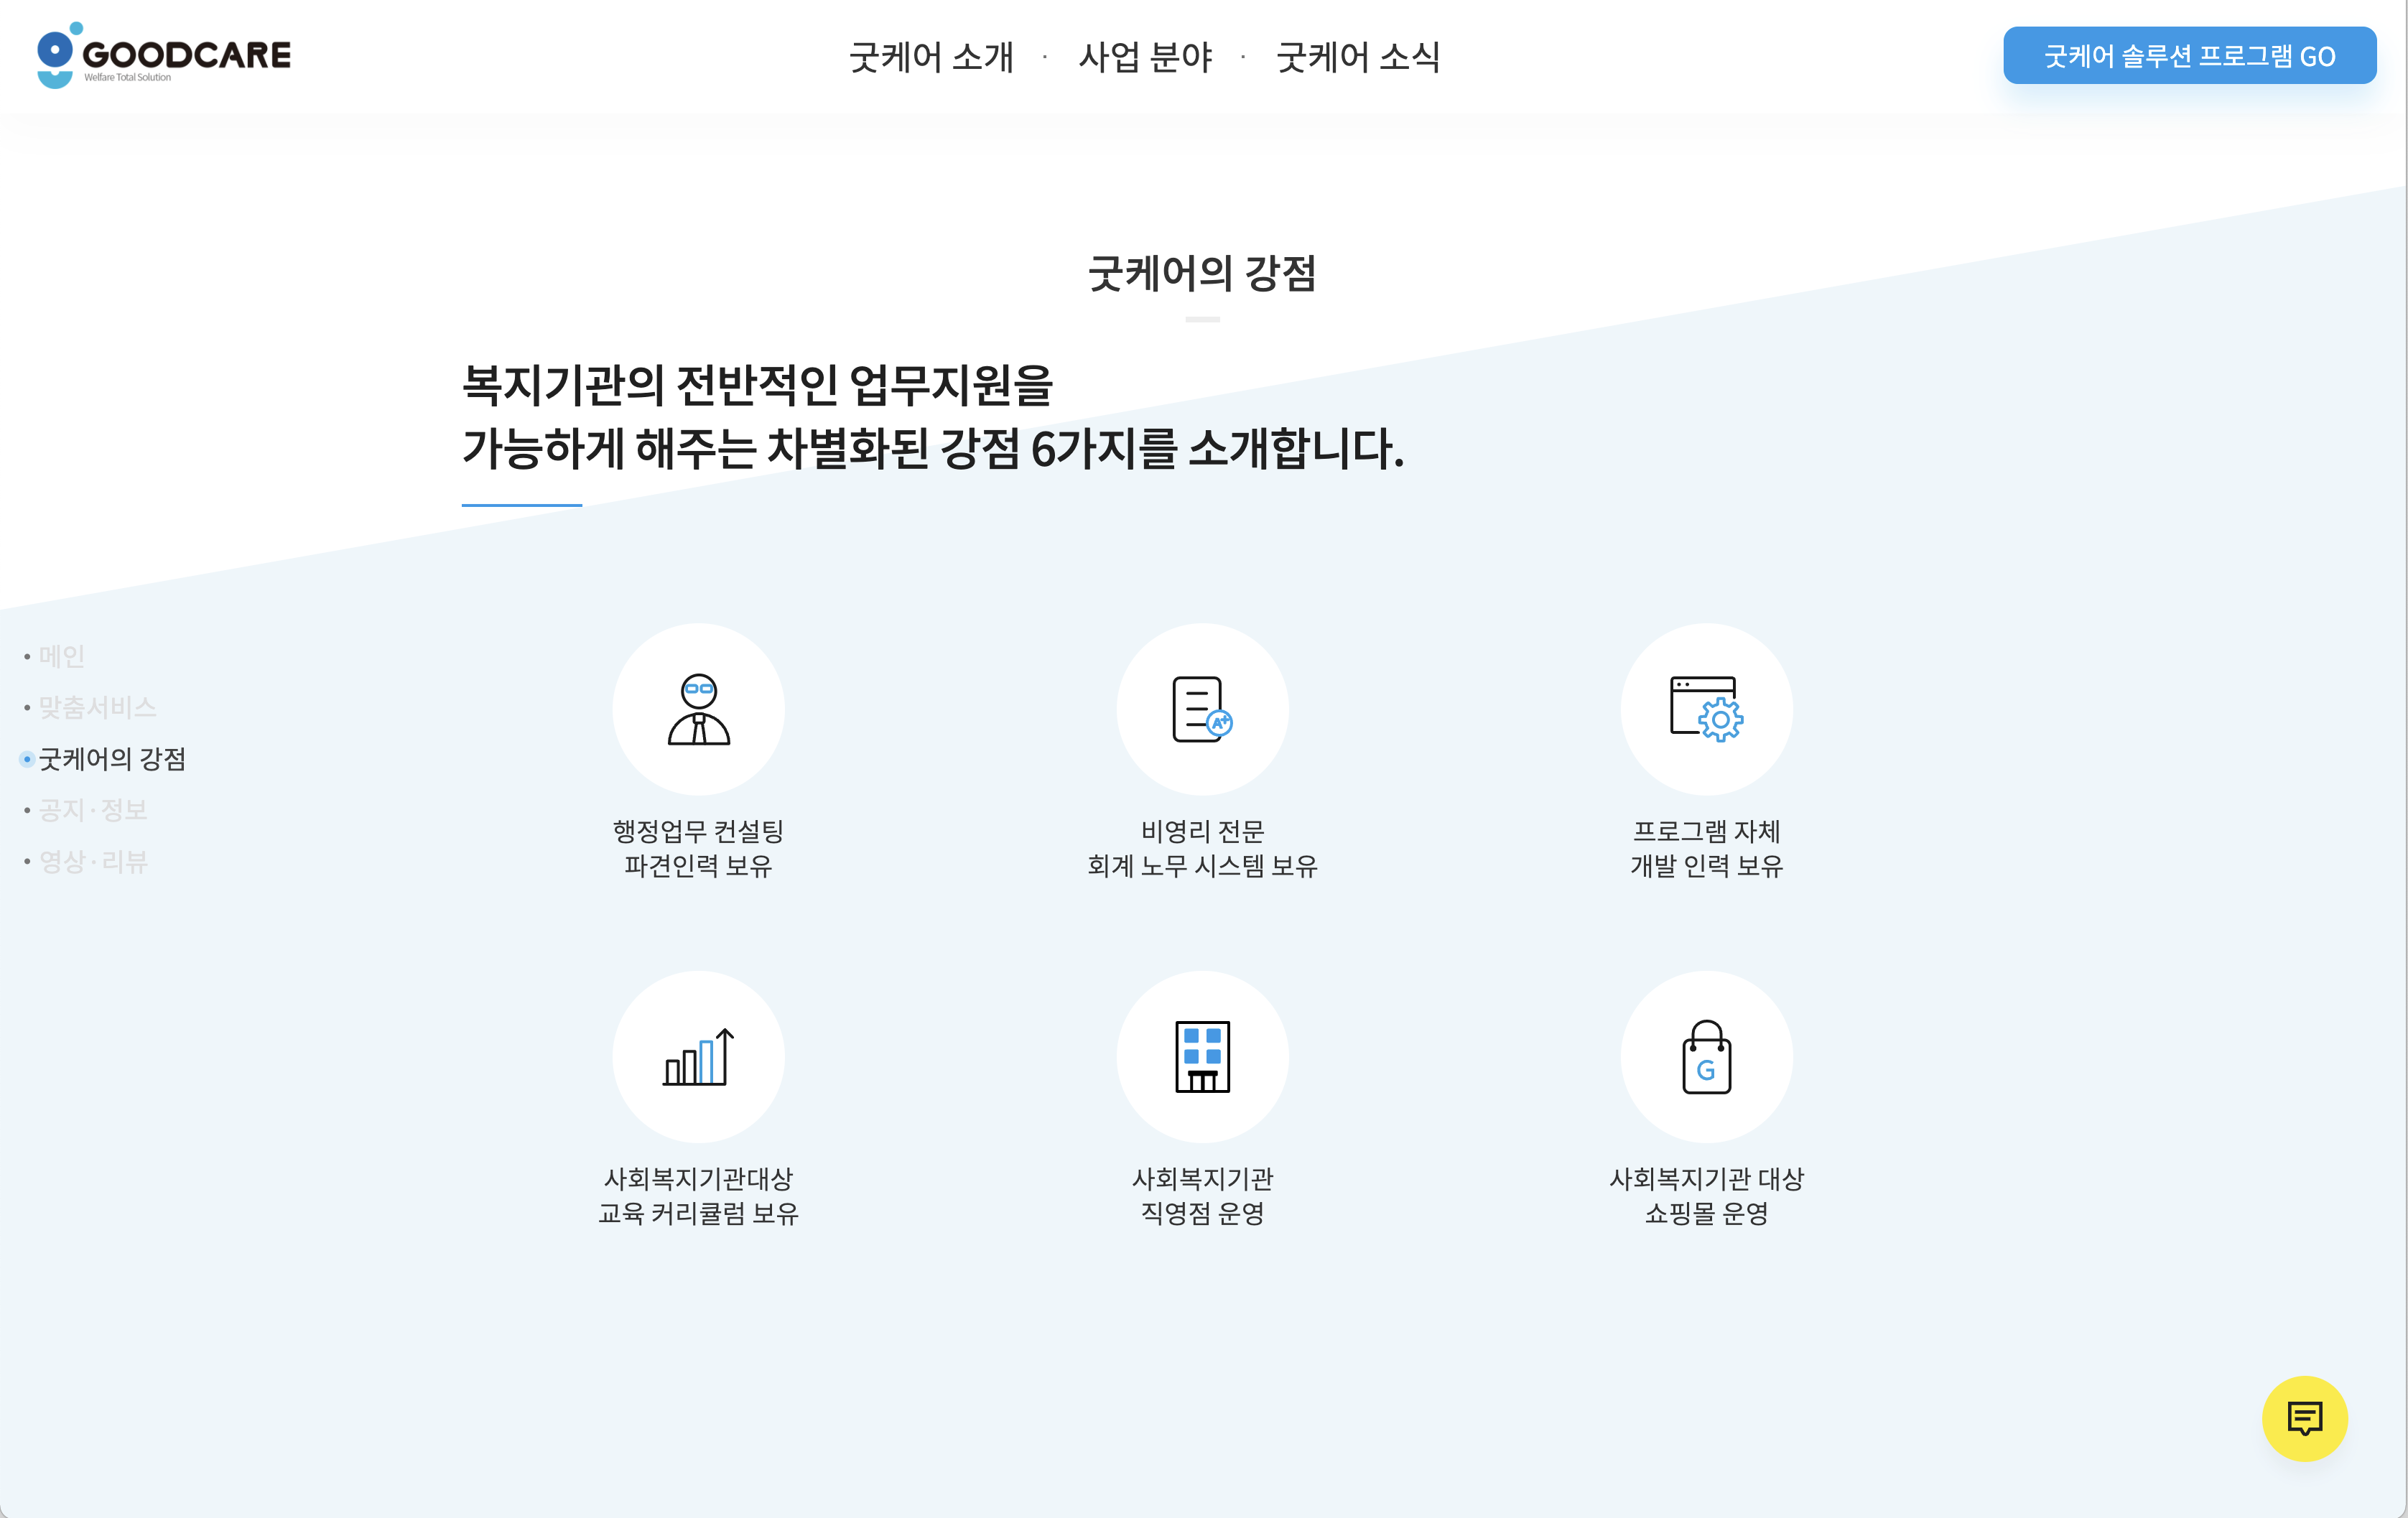 GOODCARE
Welfare Total Solution
굿케어 소개 · 사업 분야 · 굿케어 소식
굿케어 솔루션 프로그램 GO
굿케어의 강점
복지기관의 전반적인 업무지원을
가능하게 해주는 차별화된 강점 6가지를 소개합니다.
• 메인
• 맞춤서비스
• 굿케어의 강점
• 공지·정보
• 영상·리뷰
A+
행정업무 컨설팅
파견인력 보유
비영리 전문
회계 노무 시스템 보유
프로그램 자체
개발 인력 보유
G
사회복지기관대상
교육 커리큘럼 보유
사회복지기관
직영점 운영
사회복지기관 대상
쇼핑몰 운영